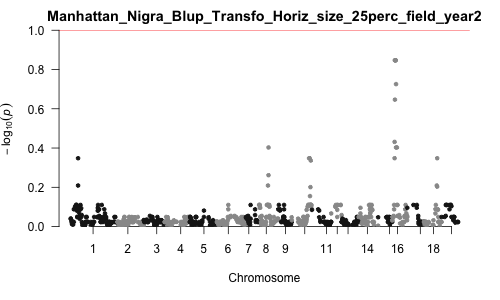 Manhattan_Nigra_Blup_Transfo_Horiz_size_25perc_field_year2
1.0
0.8
0.6
0.4
0.2
0.0
− log₁₀(p)
1 2 3 4 5 6 7 8 9 11 14 16 18
Chromosome